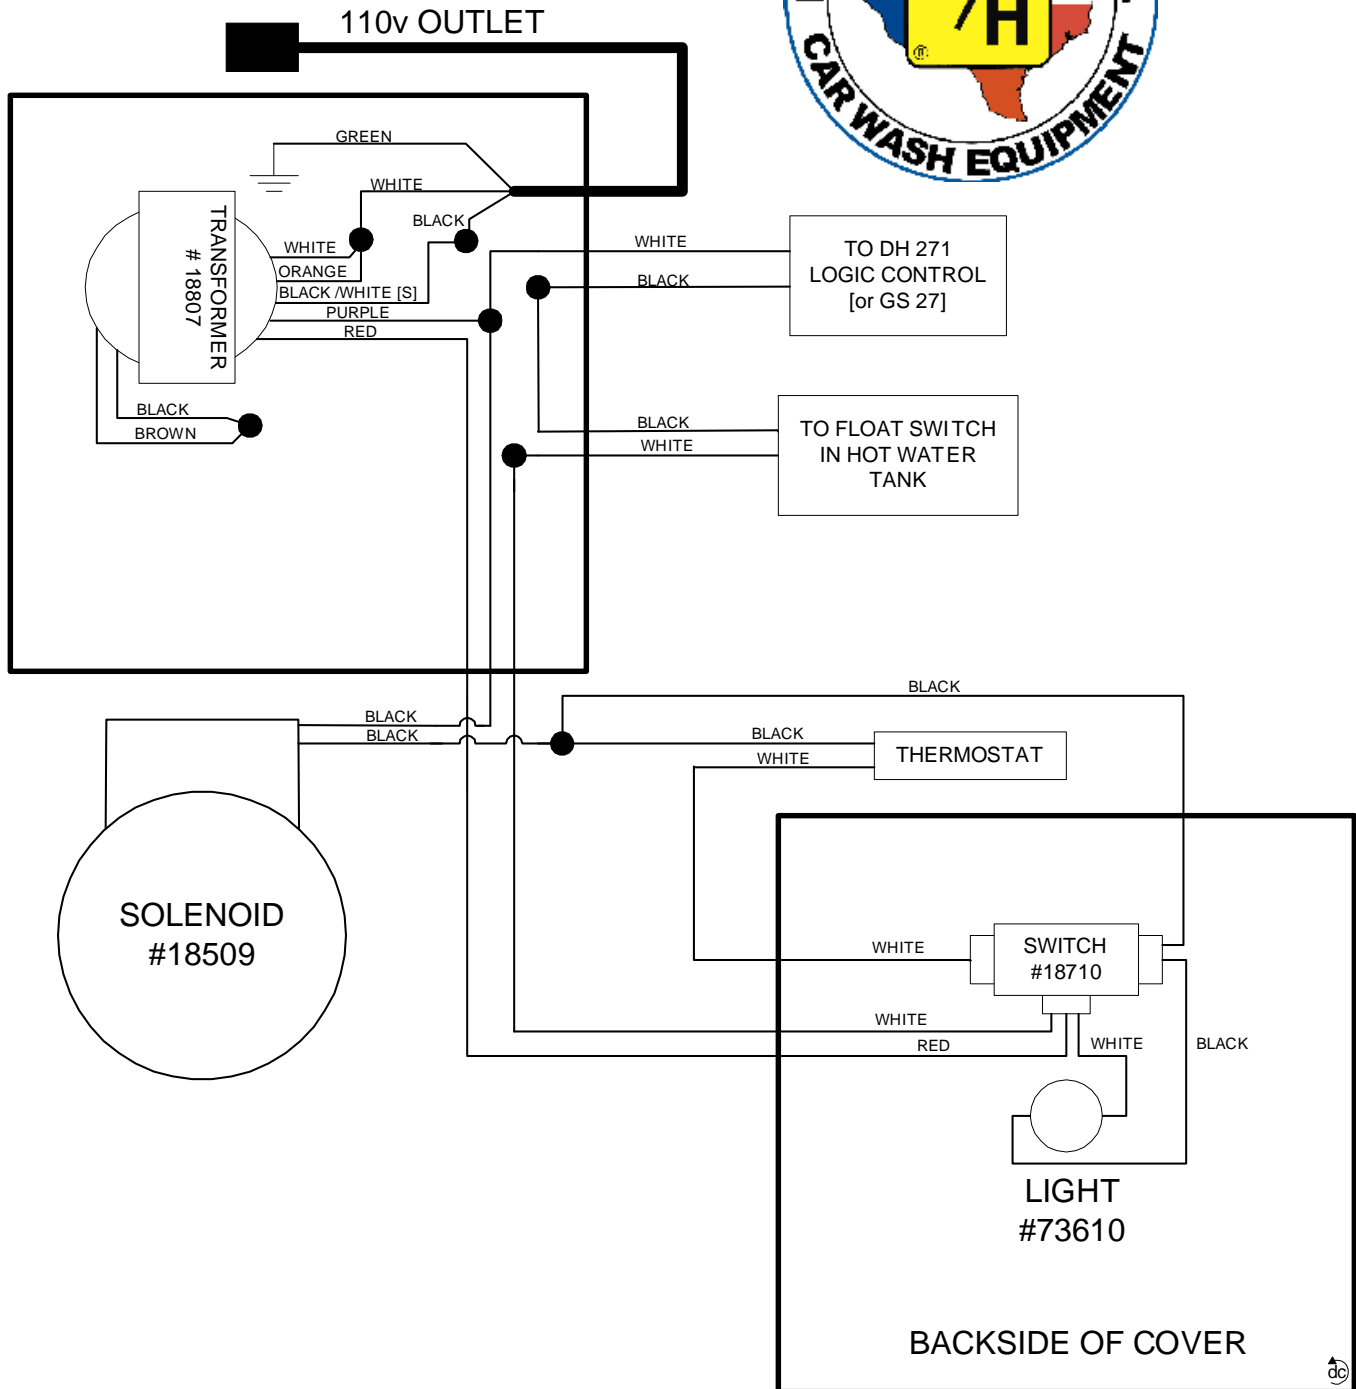 110v OUTLET
/H
®
CAR WASH EQUIPMENT
GREEN
WHITE
BLACK
TRANSFORMER
# 18807
WHITE
ORANGE
BLACK /WHITE [S]
PURPLE
RED
BLACK
BROWN
WHITE
BLACK
TO DH 271
LOGIC CONTROL
[or GS 27]
BLACK
WHITE
TO FLOAT SWITCH
IN HOT WATER
TANK
BLACK
BLACK
BLACK
BLACK
WHITE
THERMOSTAT
SOLENOID
#18509
WHITE
SWITCH
#18710
WHITE
RED
WHITE
BLACK
LIGHT
#73610
BACKSIDE OF COVER
dc